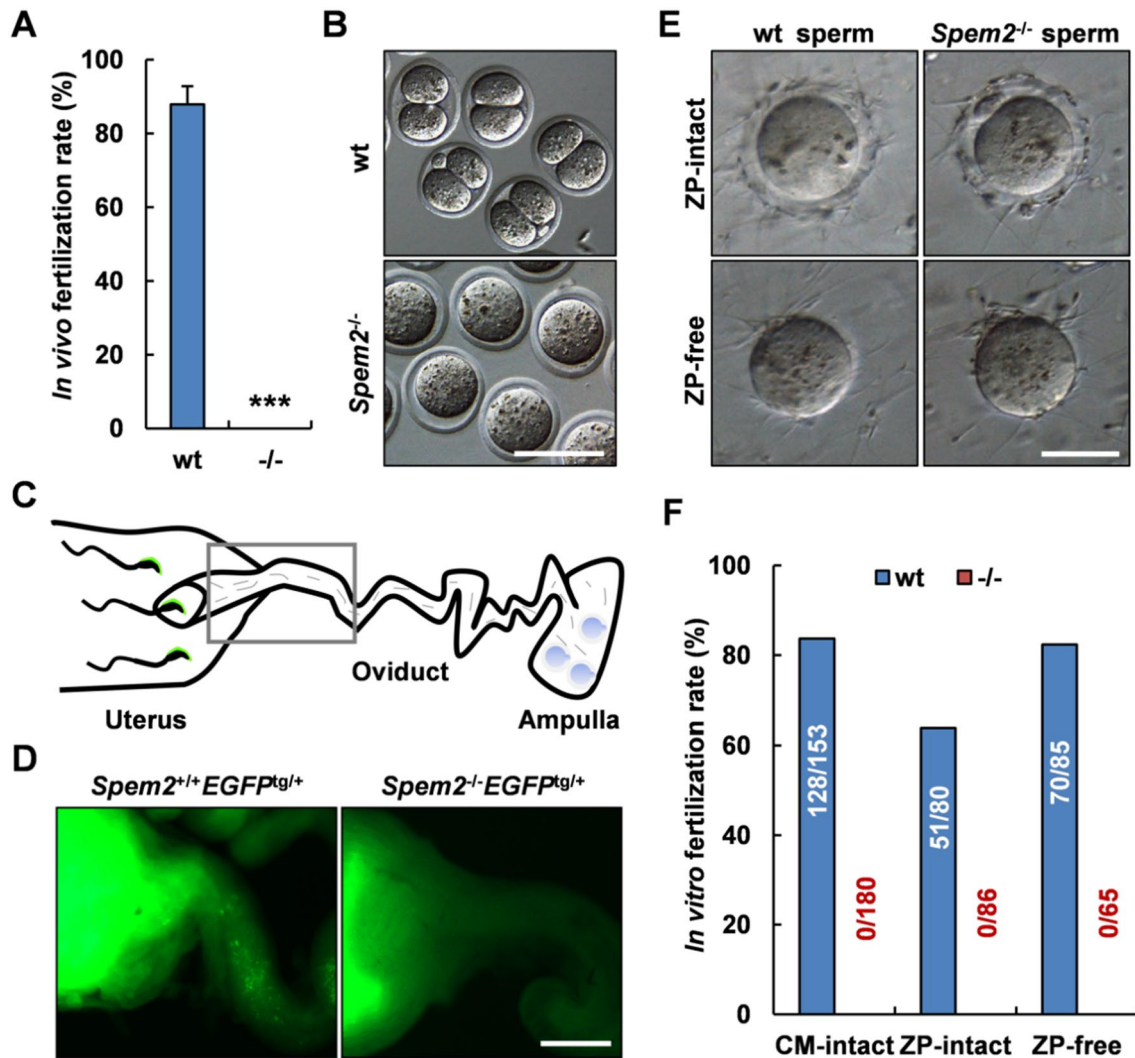 A
In vivo fertilization rate (%)
100
80
60
40
20
0
***
wt
-/-
B
wt
Spem2-/-
C
Uterus
Oviduct
Ampulla
D
Spem2+/+EGFPtg/+
Spem2-/-EGFPtg/+
E
wt sperm
Spem2-/- sperm
ZP-intact
ZP-free
F
In vitro fertilization rate (%)
100
80
60
40
20
0
wt
-/-
128/153
0/180
51/80
0/86
70/85
0/65
CM-intact
ZP-intact
ZP-free